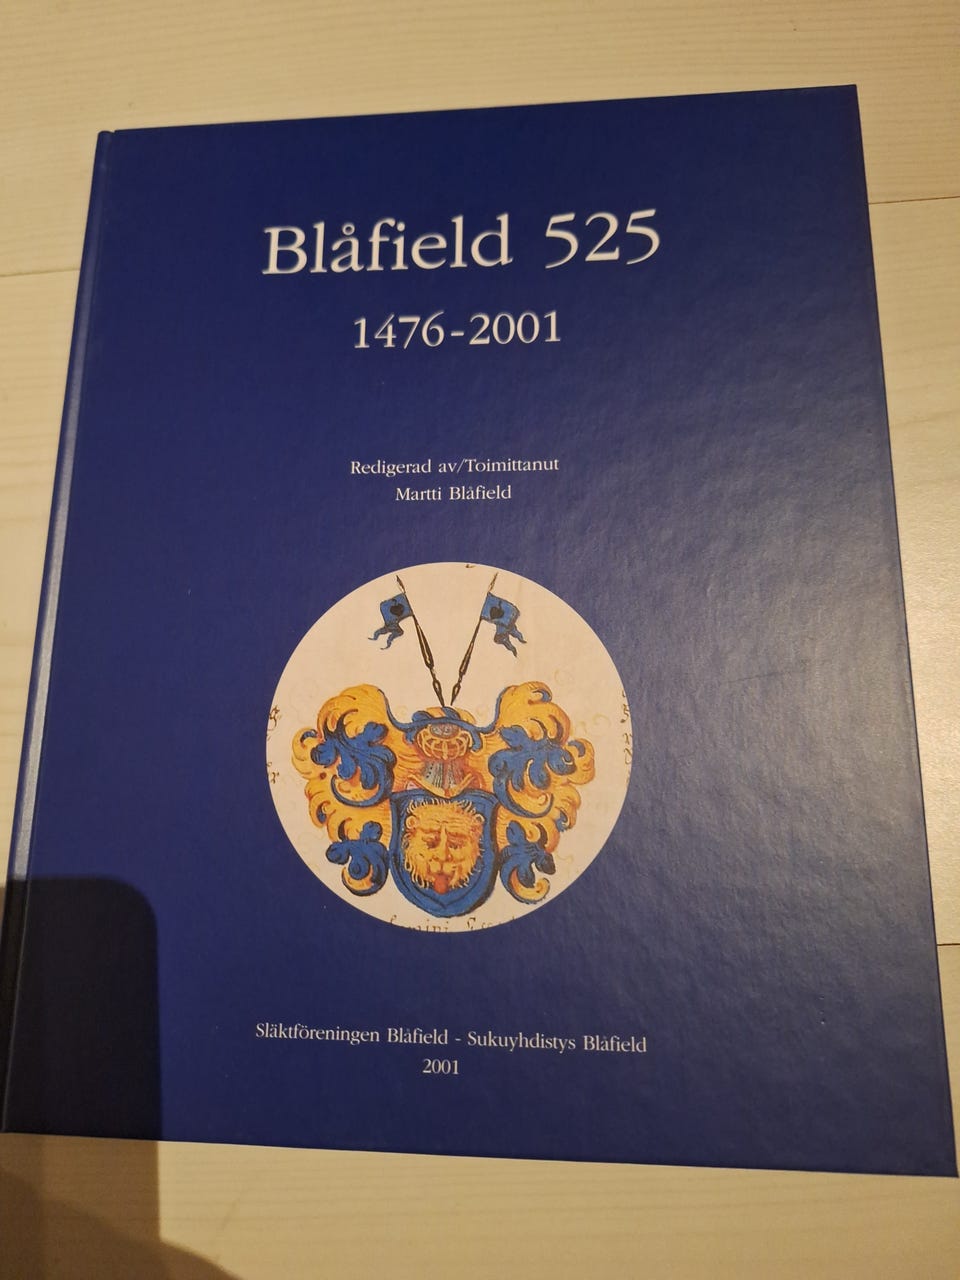 Blåfield 525
1476-2001
Redigerad av/Toimittanut
Martti Blåfield
Släktföreningen Blåfield - Sukuyhdistys Blåfield
2001